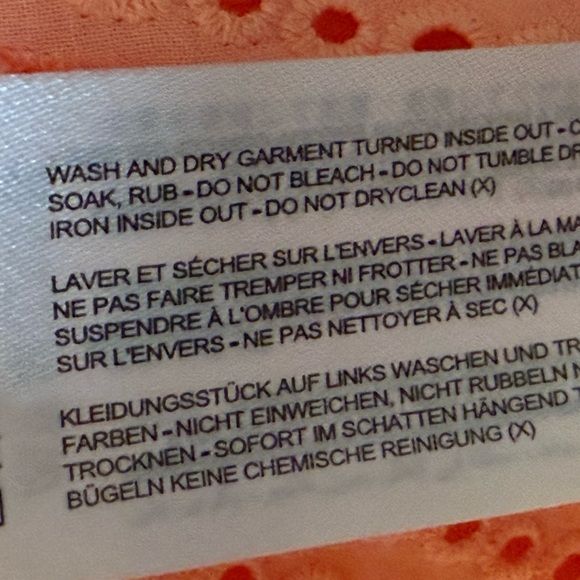 WASH AND DRY GARMENT TURNED INSIDE OUT -
SOAK, RUB - DO NOT BLEACH - DO NOT TUMBLE
IRON INSIDE OUT - DO NOT DRYCLEAN (X)
LAVER ET SÉCHER SUR L'ENVERS - LAVER À LA
NE PAS FAIRE TREMPER NI FROTTER - NE PAS
SUSPENDRE À L'OMBRE POUR SÉCHER
SUR L'ENVERS - NE PAS NETTOYER À SEC (X)
KLEIDUNGSSTÜCK AUF LINKS WASCHEN UND
FARBEN - NICHT EINWEICHEN, NICHT RUBBELN
TROCKNEN - SOFORT IM SCHATTEN HÄNGEND
BÜGELN KEINE CHEMISCHE REINIGUNG (X)